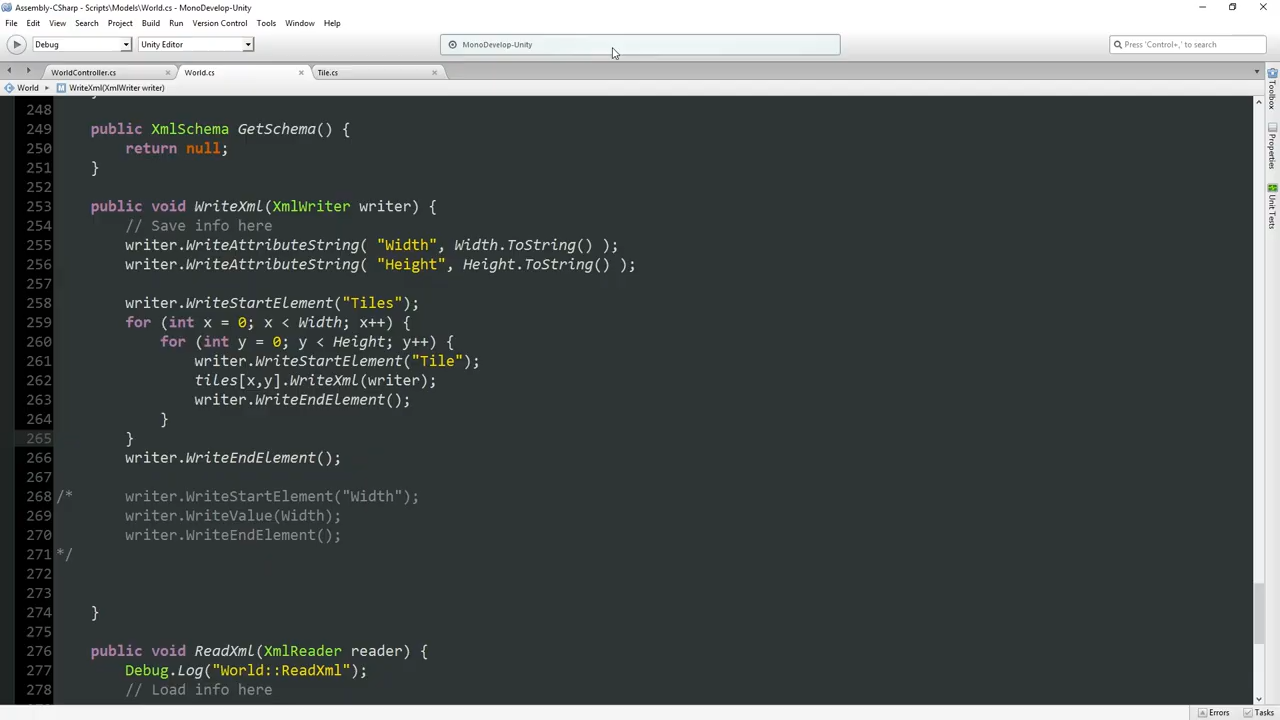 Assembly-CSharp - Scripts\Models\World.cs - MonoDevelop-Unity
File Edit View Search Project Build Run Version Control Tools Window Help
Debug Unity Editor MonoDevelop-Unity Press 'Control+,' to search
WorldController.cs World.cs Tile.cs
World WriteXml(XmlWriter writer)
248
249 public XmlSchema GetSchema() {
250 return null;
251 }
252
253 public void WriteXml(XmlWriter writer) {
254 // Save info here
255 writer.WriteAttributeString( "Width", Width.ToString() );
256 writer.WriteAttributeString( "Height", Height.ToString() );
257
258 writer.WriteStartElement("Tiles");
259 for (int x = 0; x < Width; x++) {
260 for (int y = 0; y < Height; y++) {
261 writer.WriteStartElement("Tile");
262 tiles[x,y].WriteXml(writer);
263 writer.WriteEndElement();
264 }
265 }
266 writer.WriteEndElement();
267
268 /* writer.WriteStartElement("Width");
269 writer.WriteValue(Width);
270 writer.WriteEndElement();
271 */
272
273
274 }
275
276 public void ReadXml(XmlReader reader) {
277 Debug.Log("World::ReadXml");
278 // Load info here
Toolbox
Properties
Unit Tests
Errors Tasks